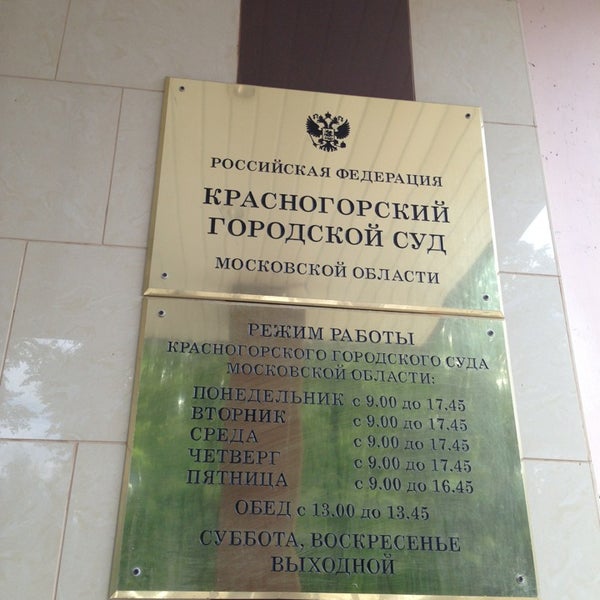 РОССИЙСКАЯ ФЕДЕРАЦИЯ
КРАСНОГОРСКИЙ
ГОРОДСКОЙ СУД
МОСКОВСКОЙ ОБЛАСТИ
РЕЖИМ РАБОТЫ
КРАСНОГОРСКОГО ГОРОДСКОГО СУДА
МОСКОВСКОЙ ОБЛАСТИ:
ПОНЕДЕЛЬНИК с 9.00 до 17.45
ВТОРНИК с 9.00 до 17.45
СРЕДА с 9.00 до 17.45
ЧЕТВЕРГ с 9.00 до 17.45
ПЯТНИЦА с 9.00 до 16.45
ОБЕД с 13.00 до 13.45
СУББОТА, ВОСКРЕСЕНЬЕ
ВЫХОДНОЙ